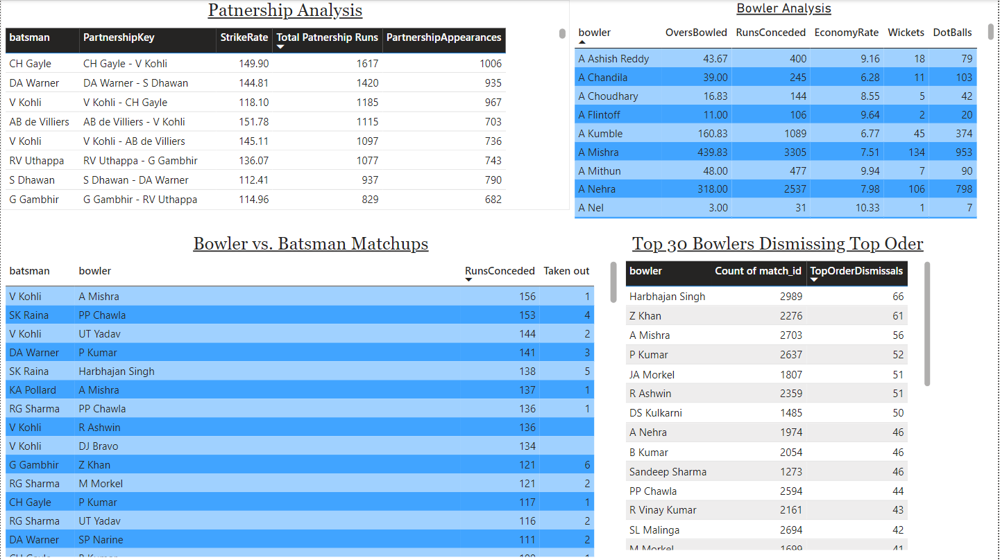 Patnership Analysis
batsman PartnershipKey StrikeRate Total Patnership Runs PartnershipAppearances
CH Gayle CH Gayle - V Kohli 149.90 1617 1006
DA Warner DA Warner - S Dhawan 144.81 1420 935
V Kohli V Kohli - CH Gayle 118.10 1185 967
AB de Villiers AB de Villiers - V Kohli 151.78 1115 703
V Kohli V Kohli - AB de Villiers 145.11 1097 736
RV Uthappa RV Uthappa - G Gambhir 136.07 1077 743
S Dhawan S Dhawan - DA Warner 112.41 937 790
G Gambhir G Gambhir - RV Uthappa 114.96 829 682
Bowler Analysis
bowler OversBowled RunsConceded EconomyRate Wickets DotBalls
A Ashish Reddy 43.67 400 9.16 18 79
A Chandila 39.00 245 6.28 11 103
A Choudhary 16.83 144 8.55 5 42
A Flintoff 11.00 106 9.64 2 20
A Kumble 160.83 1089 6.77 45 374
A Mishra 439.83 3305 7.51 134 953
A Mithun 48.00 477 9.94 7 90
A Nehra 318.00 2537 7.98 106 798
A Nel 3.00 31 10.33 1 7
Bowler vs. Batsman Matchups
batsman bowler RunsConceded Taken out
V Kohli A Mishra 156 1
SK Raina PP Chawla 153 4
V Kohli UT Yadav 144 2
DA Warner P Kumar 141 3
SK Raina Harbhajan Singh 138 5
KA Pollard A Mishra 137 1
RG Sharma PP Chawla 136 1
V Kohli R Ashwin 136
V Kohli DJ Bravo 134
G Gambhir Z Khan 121 6
RG Sharma M Morkel 121 2
CH Gayle P Kumar 117 1
RG Sharma UT Yadav 116 2
DA Warner SP Narine 111 2
Top 30 Bowlers Dismissing Top Oder
bowler Count of match_id TopOrderDismissals
Harbhajan Singh 2989 66
Z Khan 2276 61
A Mishra 2703 56
P Kumar 2637 52
JA Morkel 1807 51
R Ashwin 2359 51
DS Kulkarni 1485 50
A Nehra 1974 46
B Kumar 2054 46
Sandeep Sharma 1273 46
PP Chawla 2594 44
R Vinay Kumar 2161 43
SL Malinga 2694 42
M Morkel 1699 41